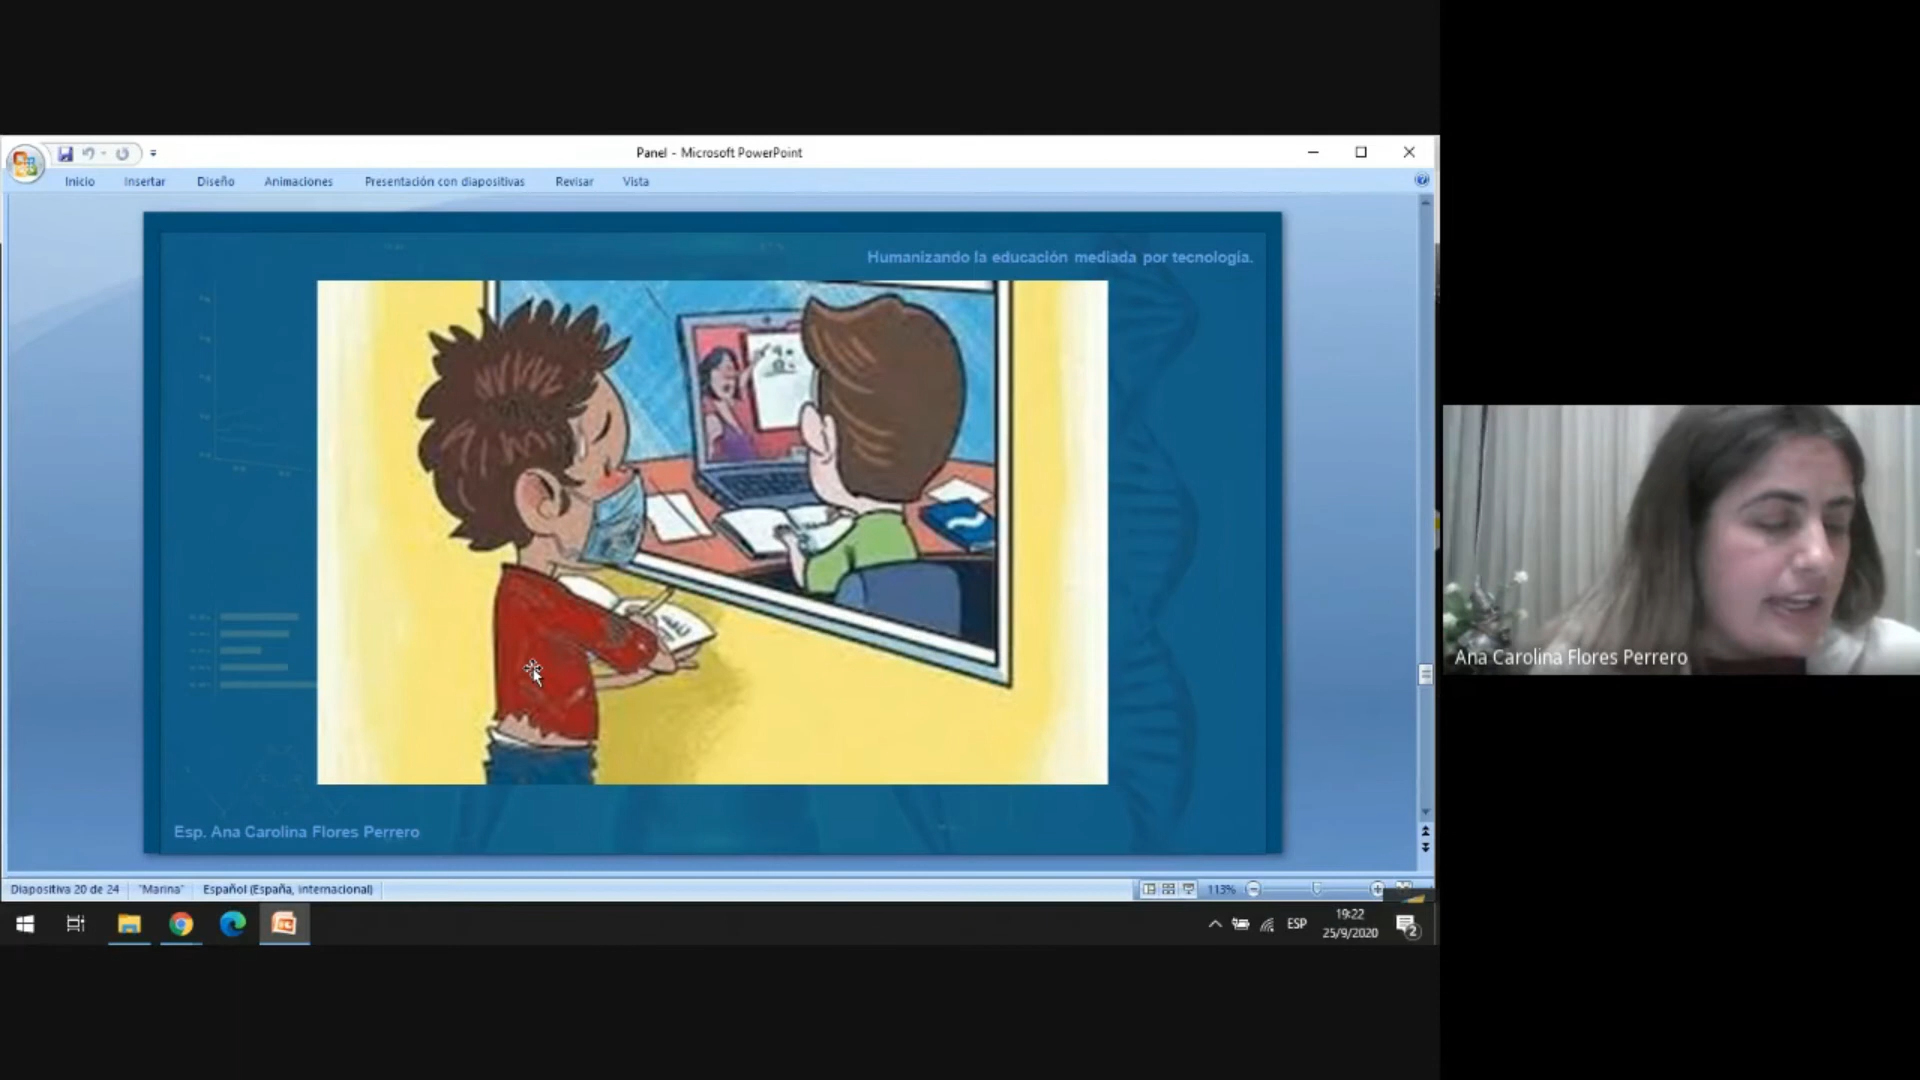 Panel - Microsoft PowerPoint
Inicio Insertar Diseño Animaciones Presentación con diapositivas Revisar Vista
Humanizando la educación mediada por tecnología.
Esp. Ana Carolina Flores Perrero
Diapositiva 20 de 24 "Marina" Español (España, internacional) 113%
ESP 19:22
25/9/2020 2
Ana Carolina Flores Perrero